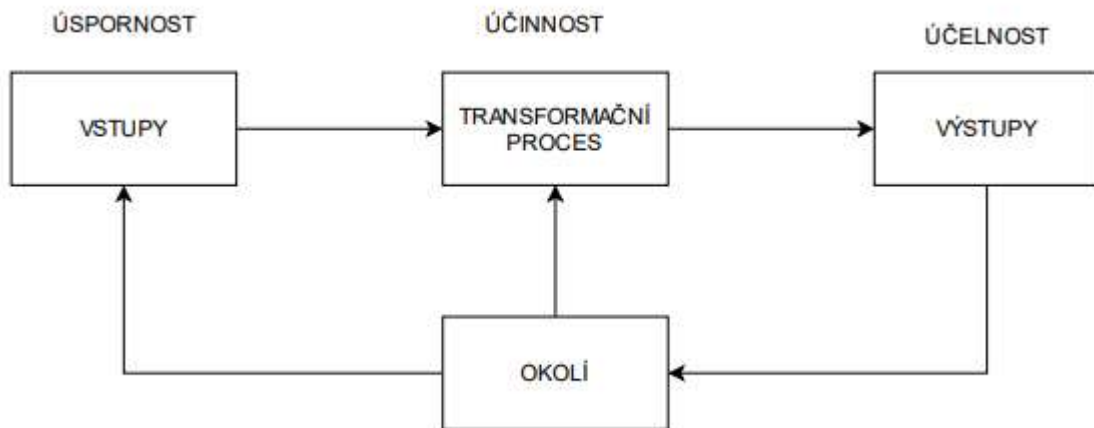 ÚSPORNOST
ÚČINNOST
ÚČELNOST
VSTUPY
TRANSFORMAČNÍ
PROCES
VÝSTUPY
OKOLÍ